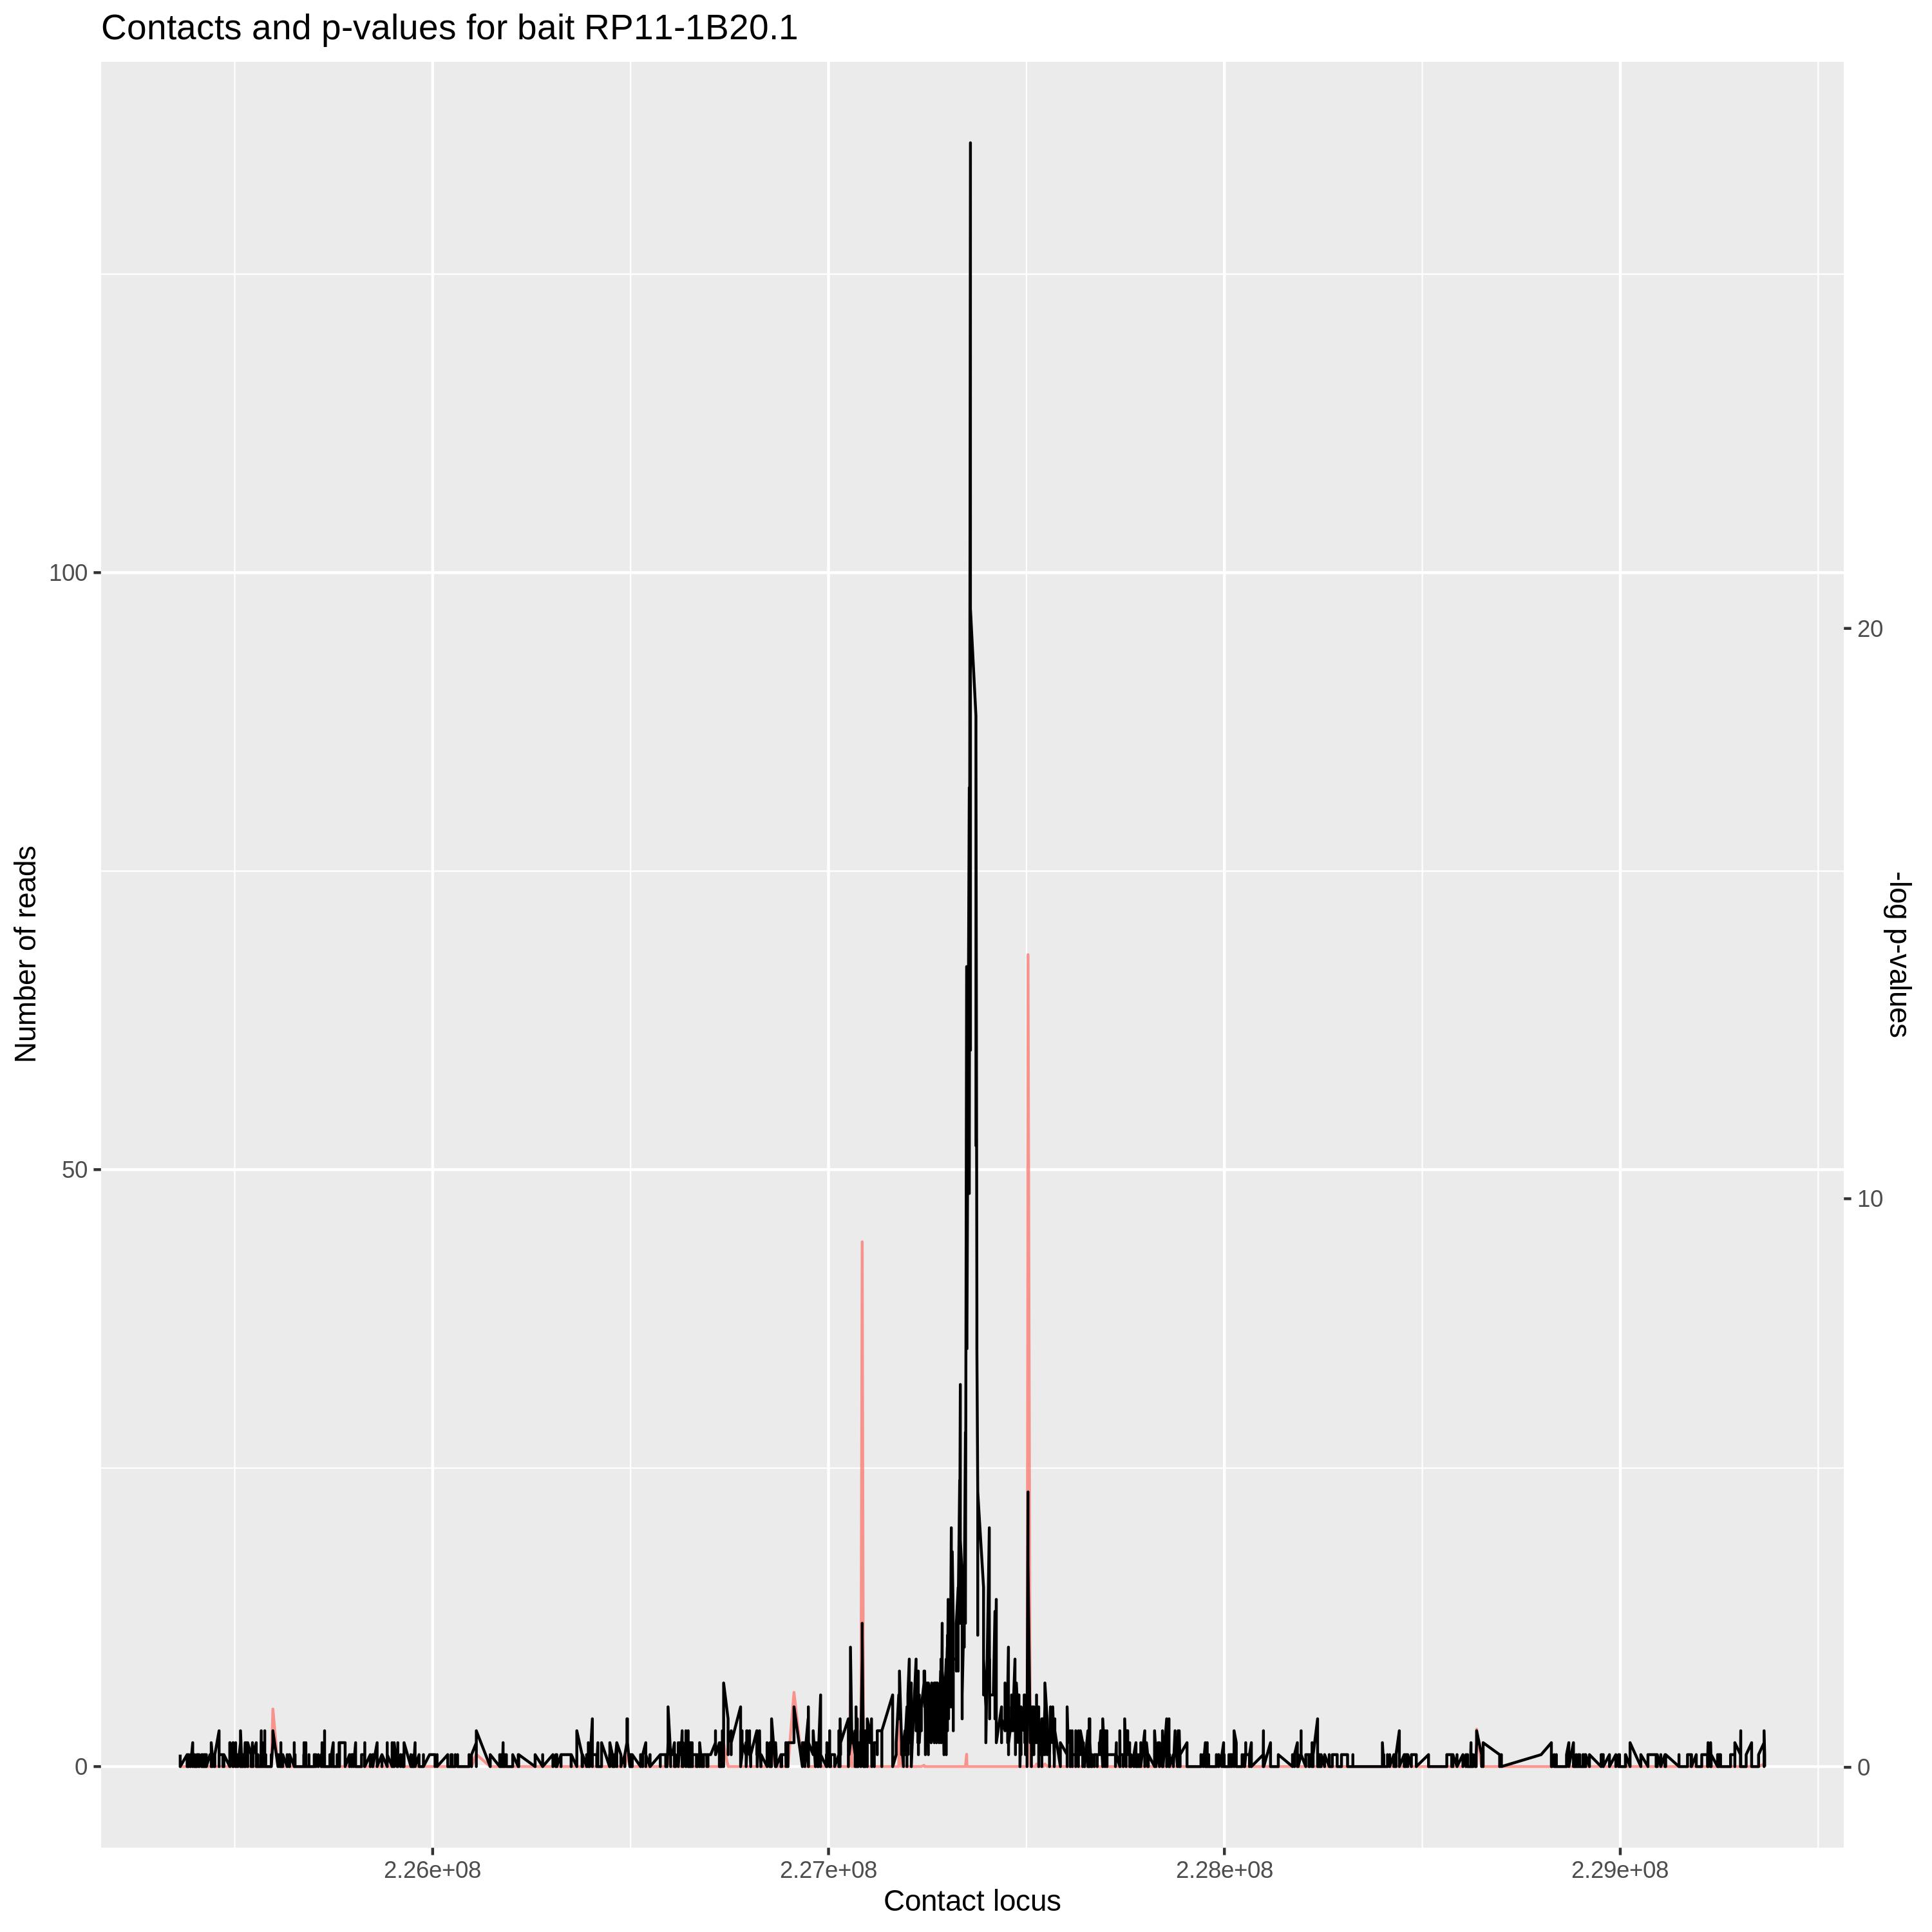 Contacts and p-values for bait RP11-1B20.1
100
50
0
Number of reads
20
10
0
-log p-values
2.26e+08 2.27e+08 2.28e+08 2.29e+08
Contact locus